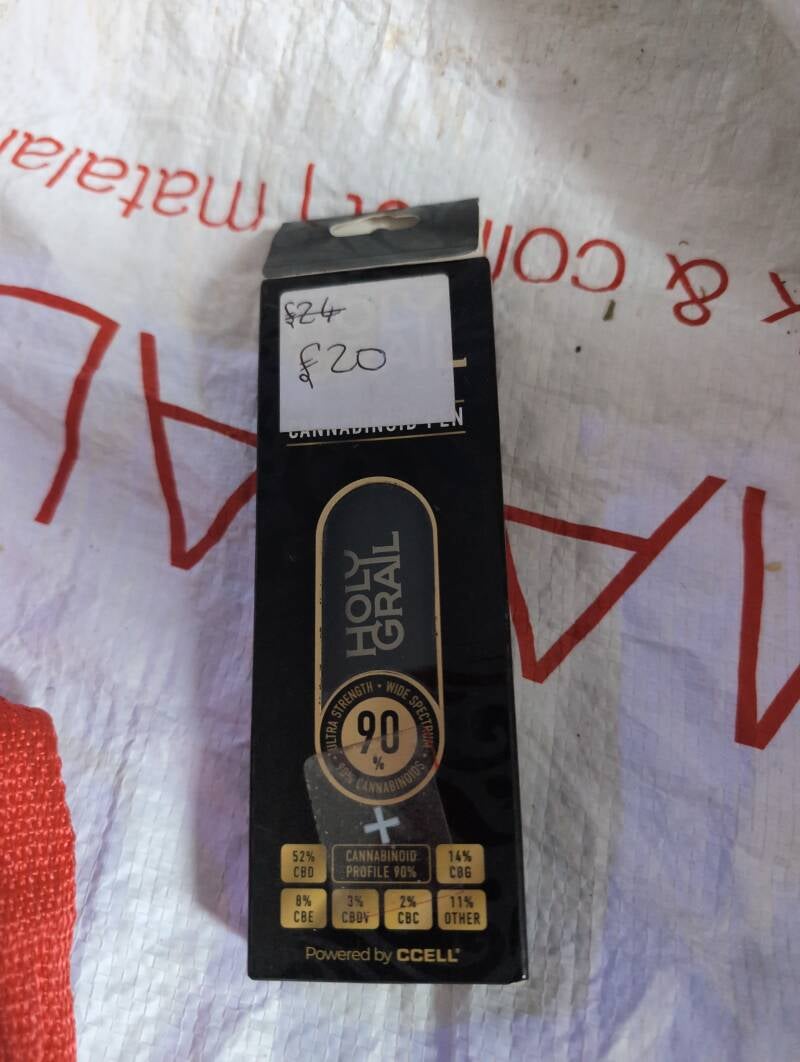 £24
£20
CANNABINOID PEN
HOLY
GRAIL
ULTRA STRENGTH • WIDE SPECTRUM
90
%
90% CANNABINOIDS
+
52%
CBD
CANNABINOID
PROFILE 90%
14%
CBG
8%
CBE
3%
CBDV
2%
CBC
11%
OTHER
Powered by CCELL®
& coll
matalan